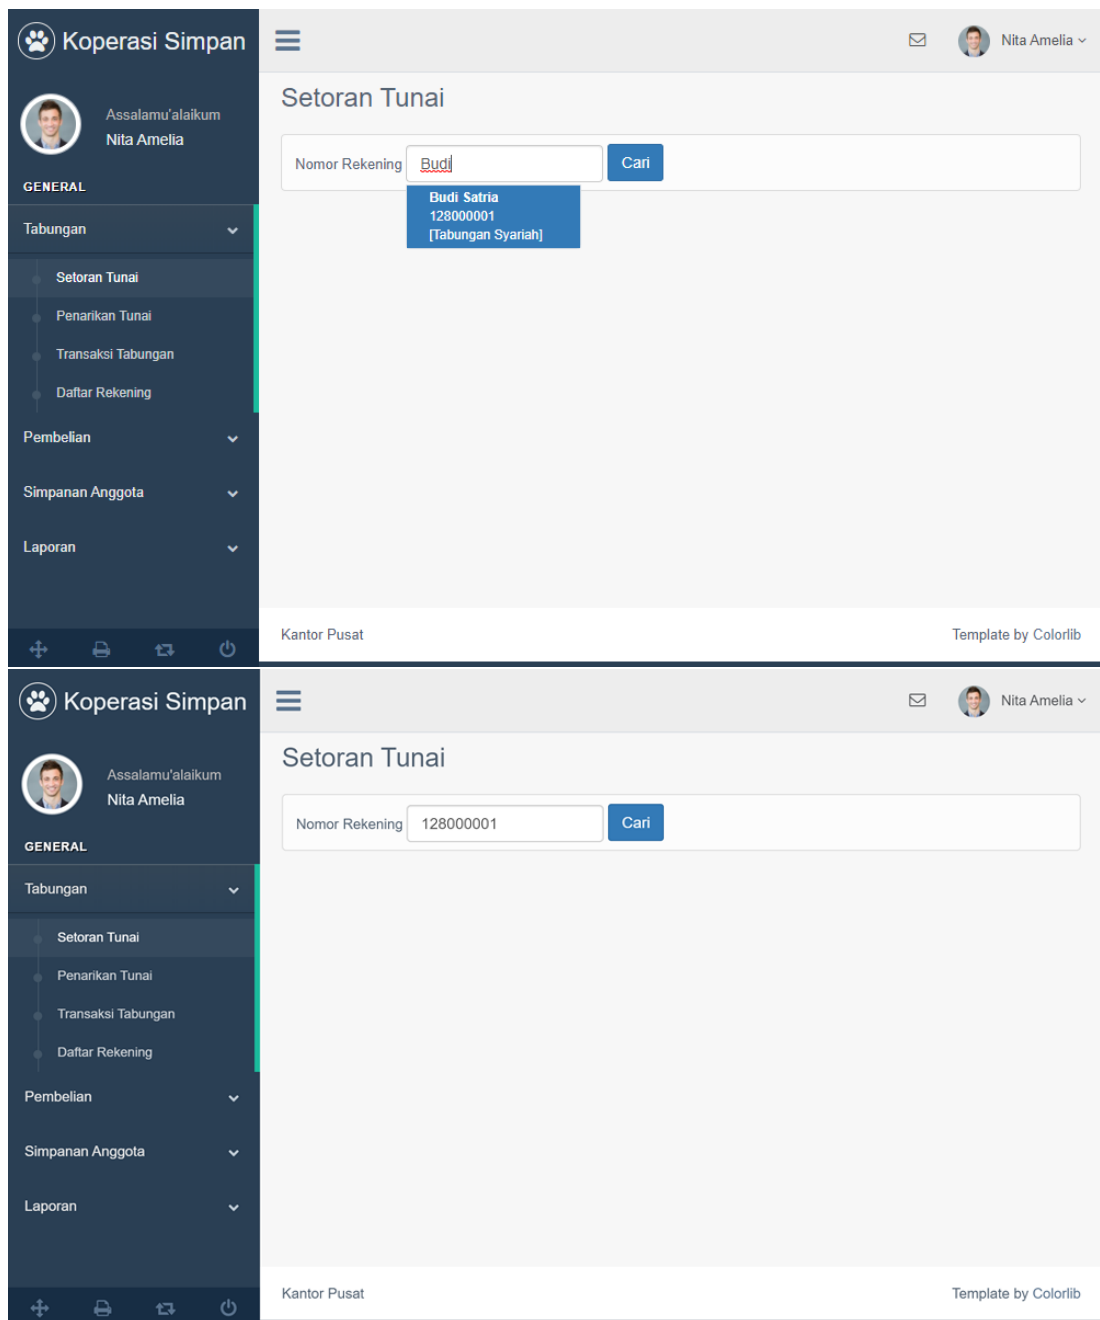 Koperasi Simpan
Nita Amelia
Assalamu'alaikum
Nita Amelia
GENERAL
Tabungan
Setoran Tunai
Penarikan Tunai
Transaksi Tabungan
Daftar Rekening
Pembelian
Simpanan Anggota
Laporan
Setoran Tunai
Nomor Rekening Budi Cari
Budi Satria
128000001
[Tabungan Syariah]
Kantor Pusat Template by Colorlib
Koperasi Simpan
Nita Amelia
Assalamu'alaikum
Nita Amelia
GENERAL
Tabungan
Setoran Tunai
Penarikan Tunai
Transaksi Tabungan
Daftar Rekening
Pembelian
Simpanan Anggota
Laporan
Setoran Tunai
Nomor Rekening 128000001 Cari
Kantor Pusat Template by Colorlib